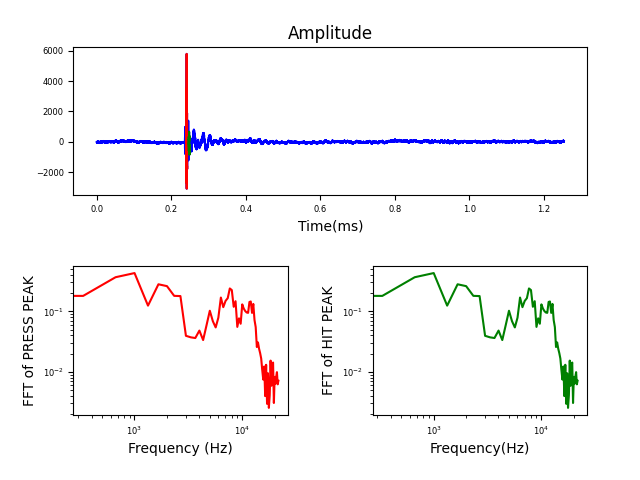 Amplitude
6000
4000
2000
0
−2000
0.0 0.2 0.4 0.6 0.8 1.0 1.2
Time(ms)
FFT of PRESS PEAK
10⁻¹
10⁻²
10³ 10⁴
Frequency (Hz)
FFT of HIT PEAK
10⁻¹
10⁻²
10³ 10⁴
Frequency(Hz)